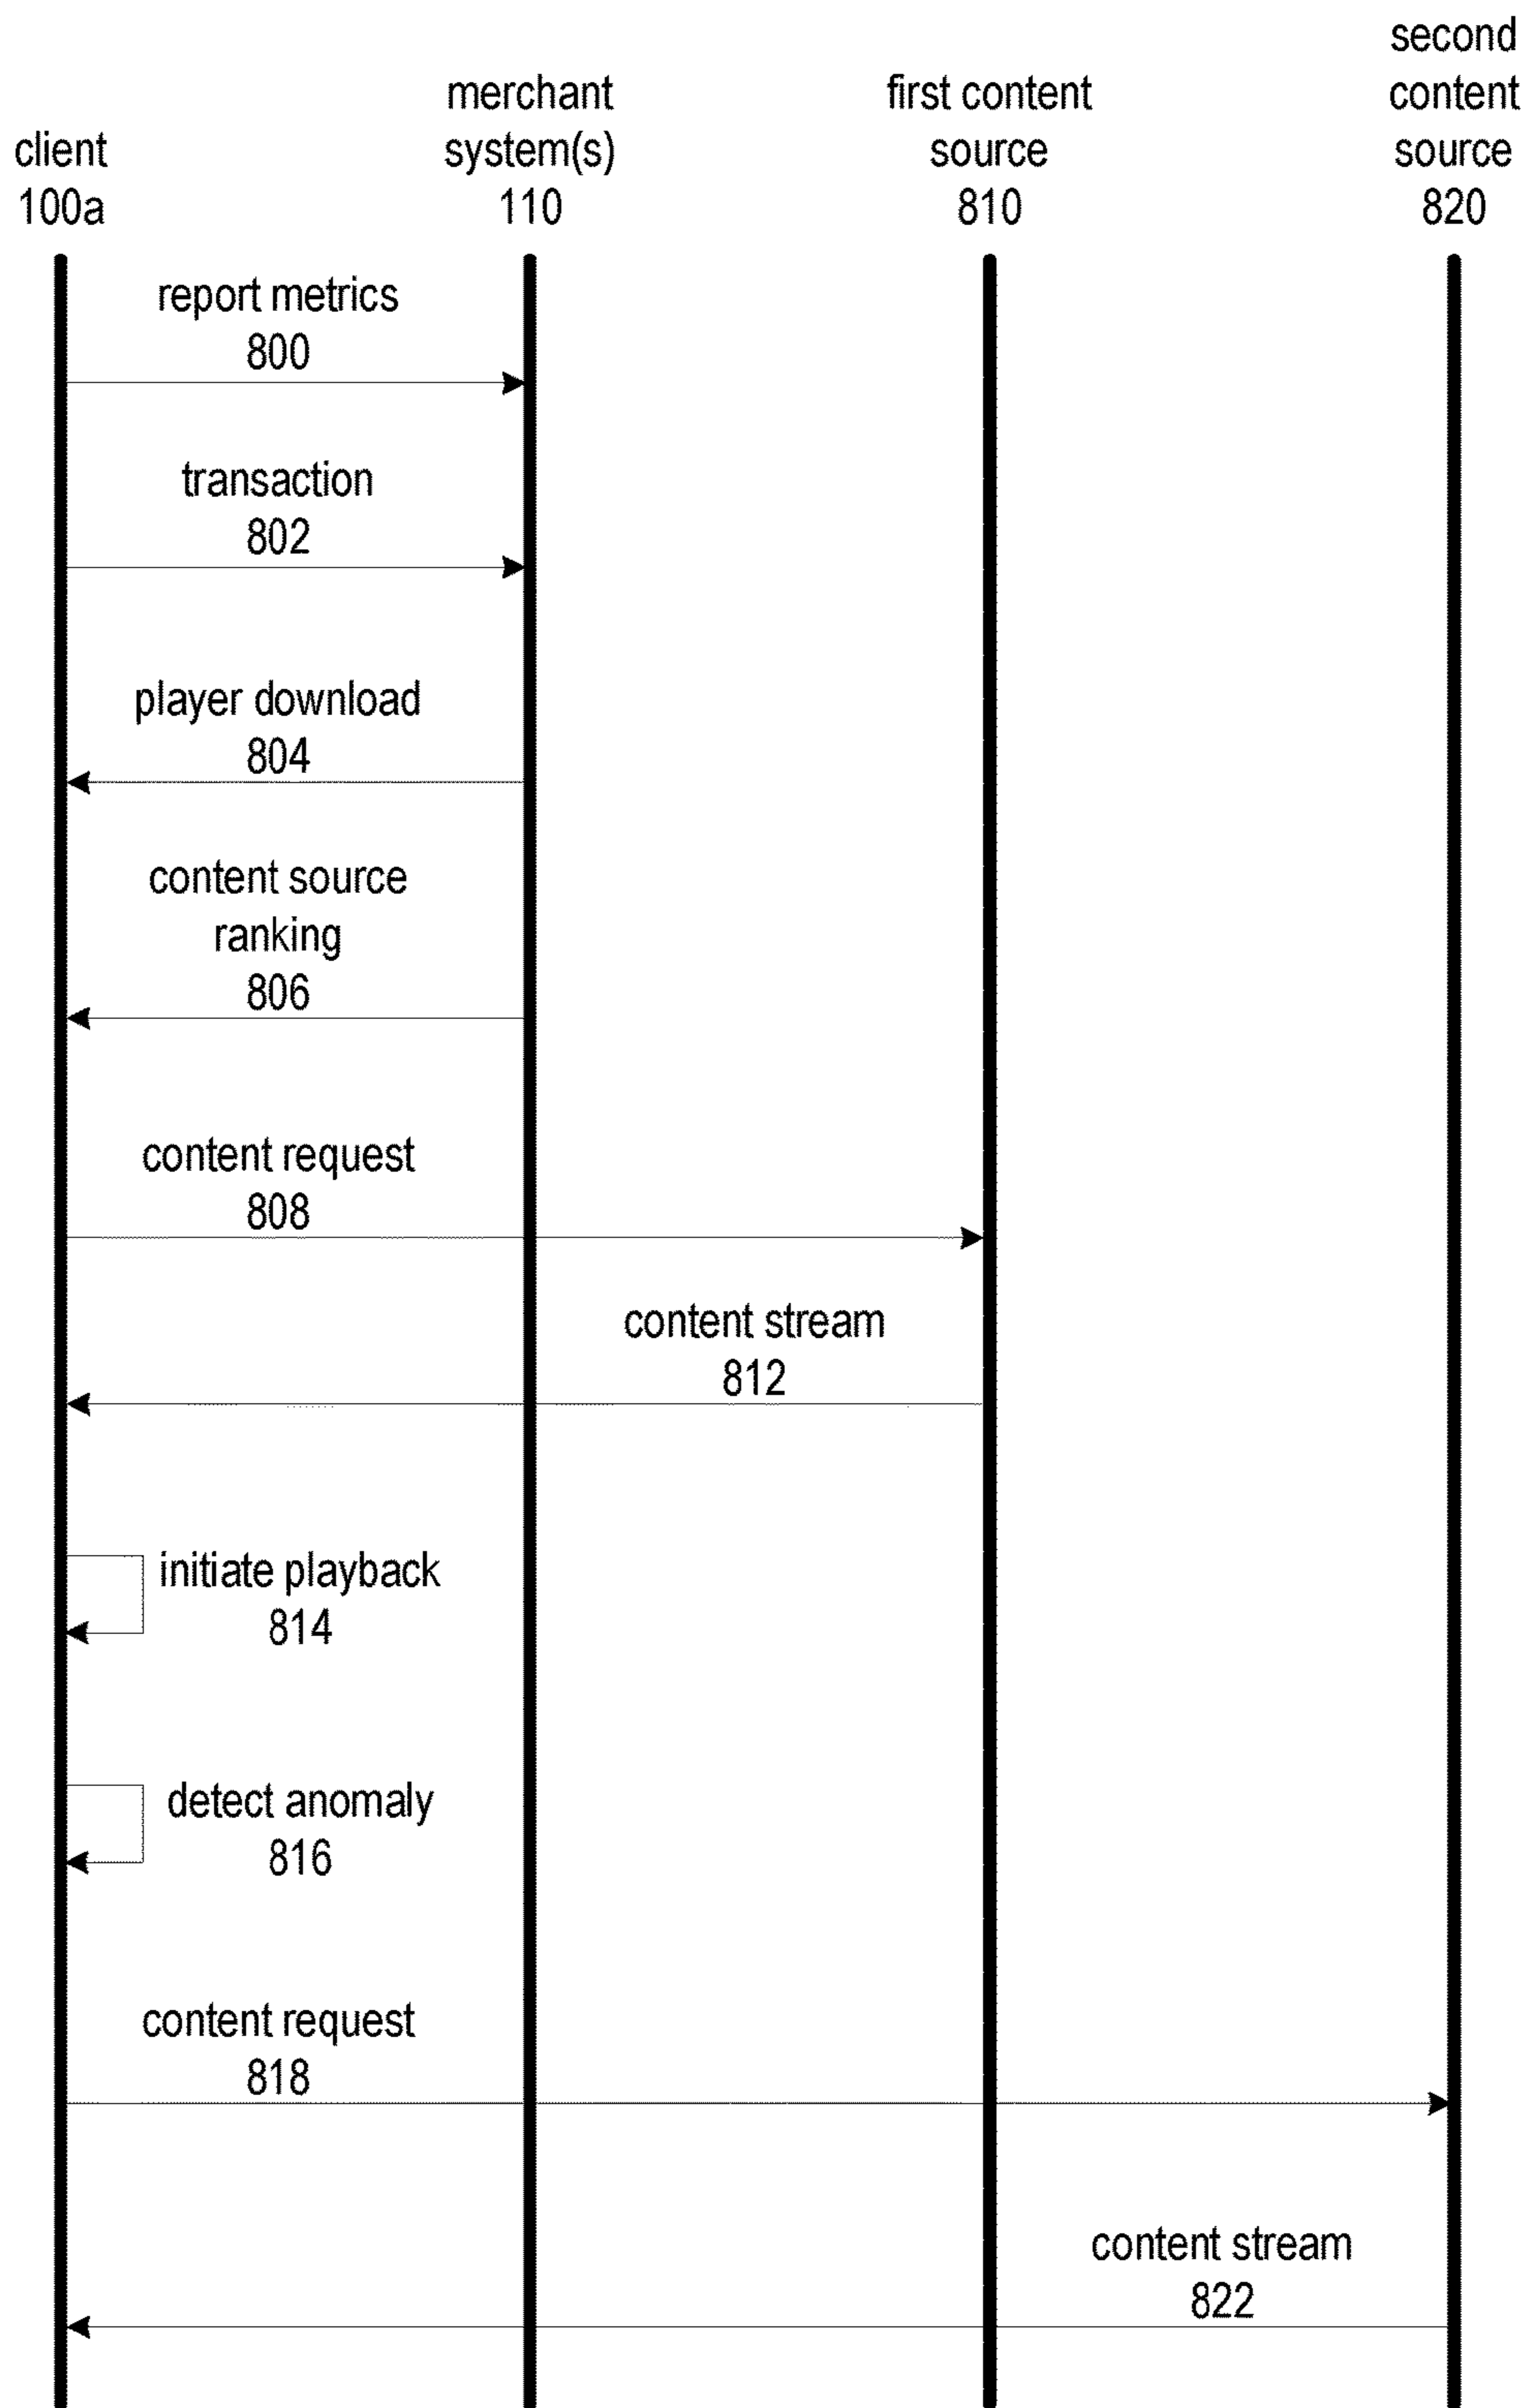 client
100a
merchant
system(s)
110
first content
source
810
second
content
source
820
report metrics
800
transaction
802
player download
804
content source
ranking
806
content request
808
content stream
812
initiate playback
814
detect anomaly
816
content request
818
content stream
822